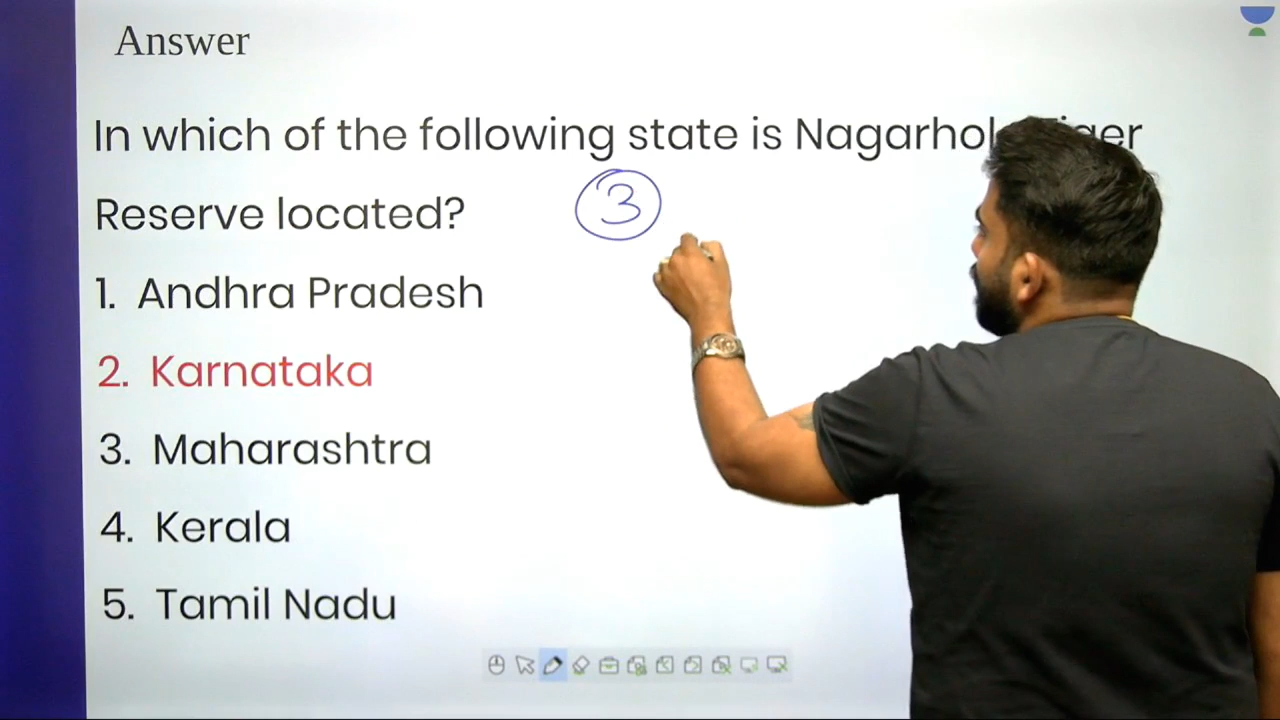 Answer
In which of the following state is
Reserve located?
3
1. Andhra Pradesh
2. Karnataka
3. Maharashtra
4. Kerala
5. Tamil Nadu